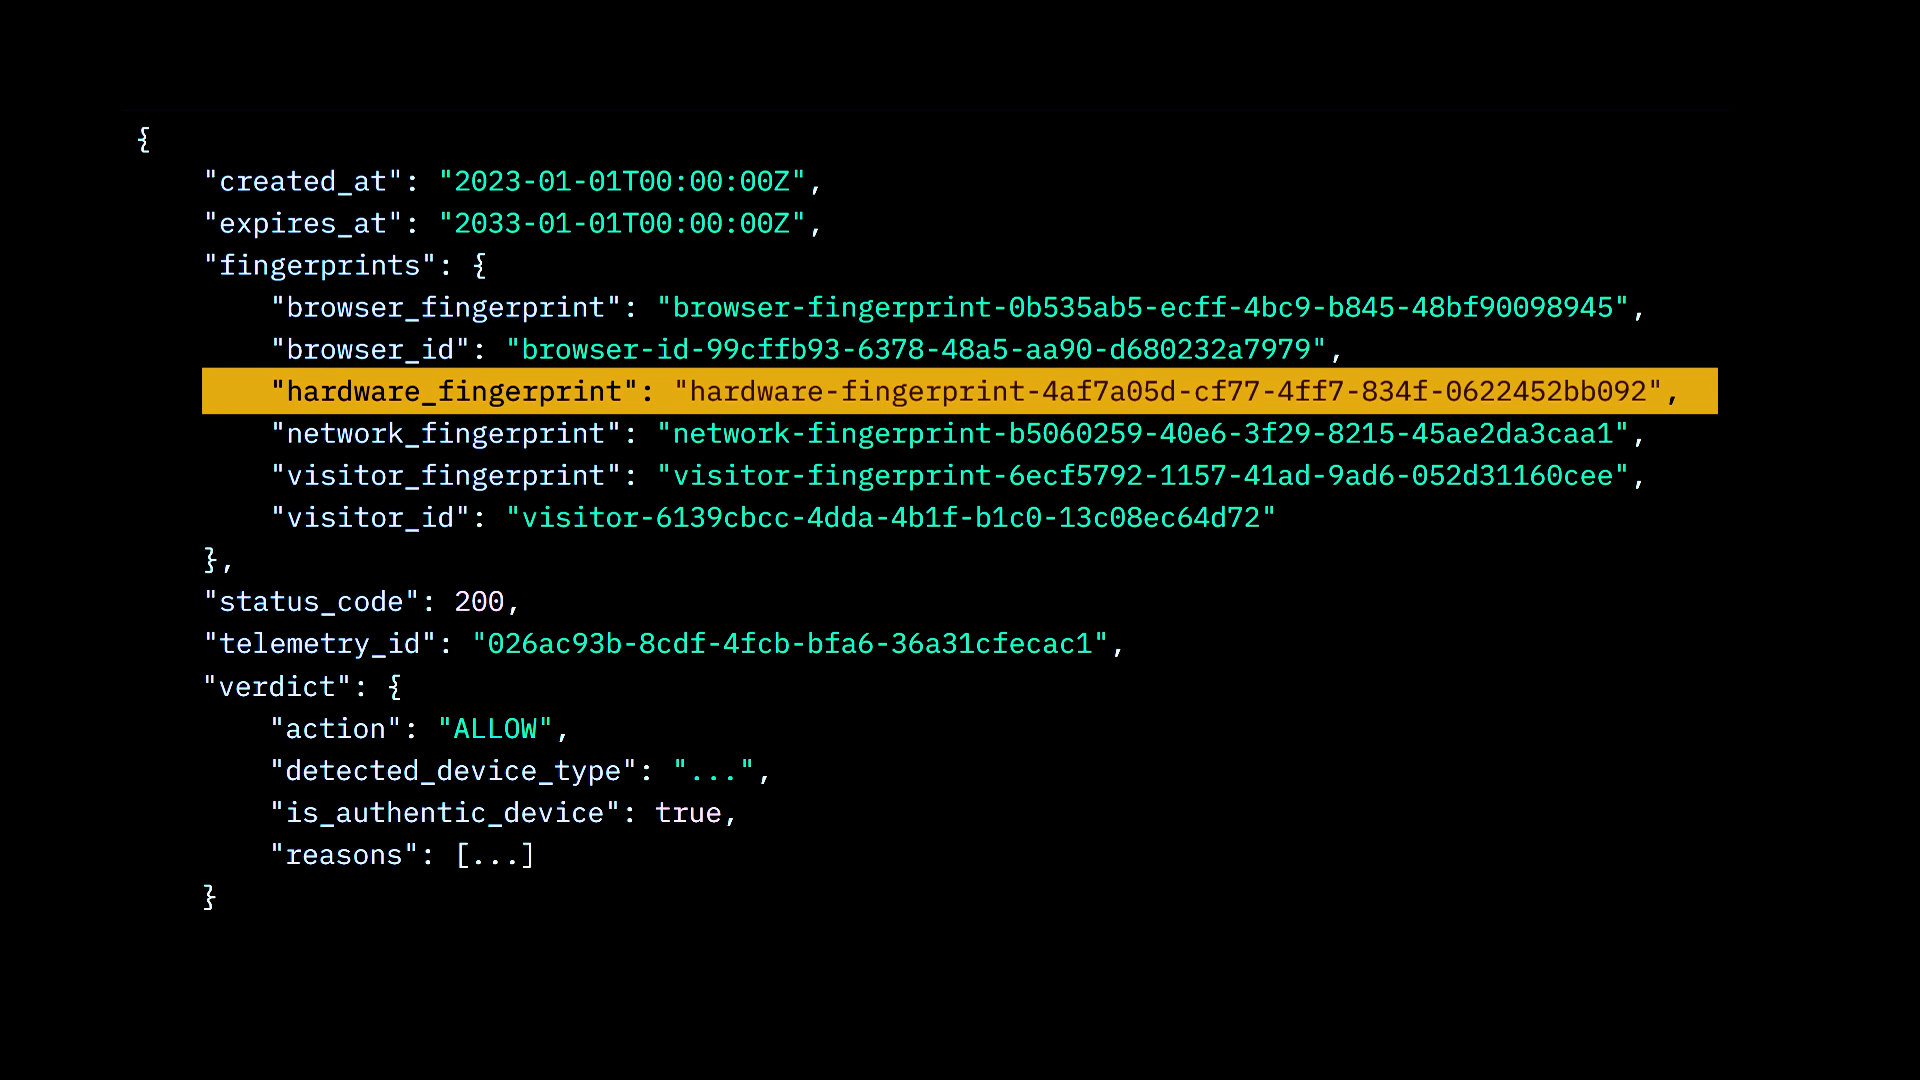 {
"created_at": "2023-01-01T00:00:00Z",
"expires_at": "2033-01-01T00:00:00Z",
"fingerprints": {
"browser_fingerprint": "browser-fingerprint-0b535ab5-ecff-4bc9-b845-48bf90098945",
"browser_id": "browser-id-99cffb93-6378-48a5-aa90-d680232a7979",
"hardware_fingerprint": "hardware-fingerprint-4af7a05d-cf77-4ff7-834f-0622452bb092",
"network_fingerprint": "network-fingerprint-b5060259-40e6-3f29-8215-45ae2da3caa1",
"visitor_fingerprint": "visitor-fingerprint-6ecf5792-1157-41ad-9ad6-052d31160cee",
"visitor_id": "visitor-6139cbcc-4dda-4b1f-b1c0-13c08ec64d72"
},
"status_code": 200,
"telemetry_id": "026ac93b-8cdf-4fcb-bfa6-36a31cfecac1",
"verdict": {
"action": "ALLOW",
"detected_device_type": "...",
"is_authentic_device": true,
"reasons": [...]
}